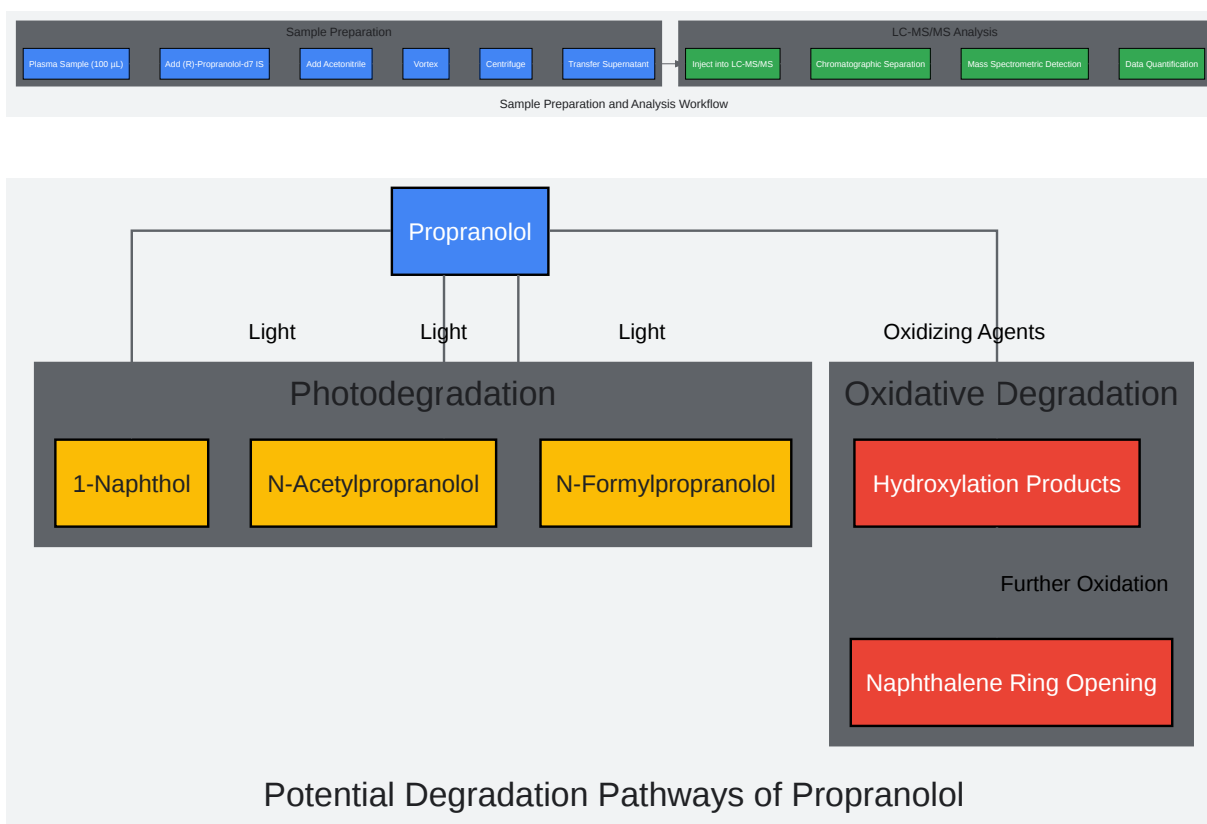 Sample Preparation
LC-MS/MS Analysis
Plasma Sample (100 µL)
Add (R)-Propranolol-d7 IS
Add Acetonitrile
Vortex
Centrifuge
Transfer Supernatant
Inject into LC-MS/MS
Chromatographic Separation
Mass Spectrometric Detection
Data Quantification
Sample Preparation and Analysis Workflow
Propranolol
Light
Light
Light
Oxidizing Agents
Photodegradation
Oxidative Degradation
1-Naphthol
N-Acetylpropranolol
N-Formylpropranolol
Hydroxylation Products
Further Oxidation
Naphthalene Ring Opening
Potential Degradation Pathways of Propranolol